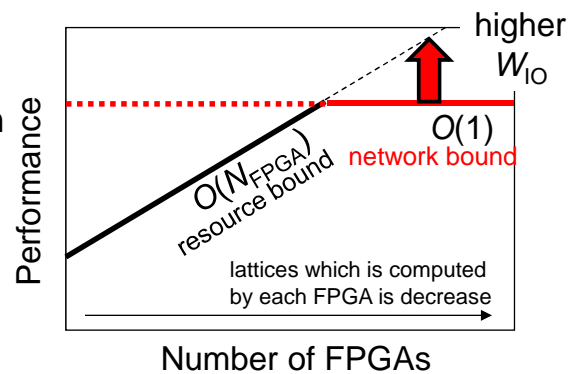 higher
W_IO
n
O(1)
network bound
O(N_FPGA)
resource bound
Performance
lattices which is computed
by each FPGA is decrease
Number of FPGAs